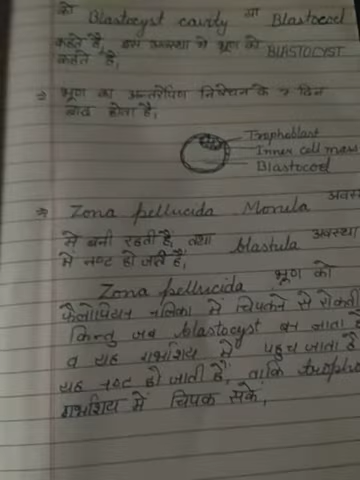 को Blastocyst cavity या Blastocoel
कहते है, इस अवस्था मे भ्रूण को BLASTOCYST
कहते है,
⇒ भ्रूण का अन्तर्रोपण निषेचन के 7 दिन
बाद होता है,
Trophoblast
Inner cell mass
Blastocoel
⇒ Zona pellucida Morula अवस
मे बनी रहती है, तथा blastula अवस्था
मे नष्ट हो जाती है,
Zona pellucida भ्रूण को
फैलोपियन नलिका में चिपकने से रोकती
किन्तु जब blastocyst बन जाता है
व यह गर्भाशय में पहुच जाता है
यह नष्ट हो जाती है, ताकि tropho
गर्भाशय में चिपक सके,